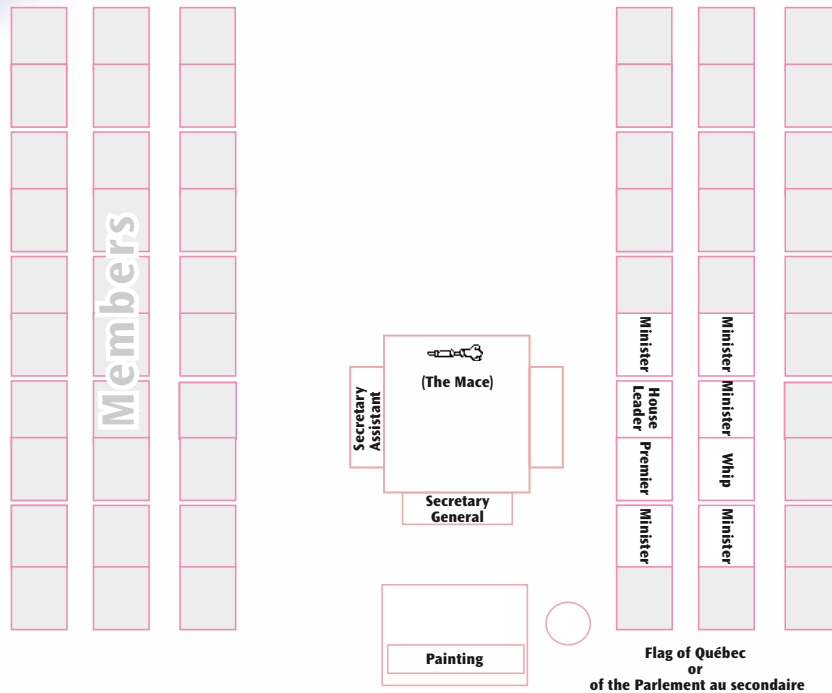 Members
(The Mace)
Secretary
Assistant
Secretary
General
Painting
Minister
Minister
House
Leader
Minister
Premier
Whip
Minister
Minister
Flag of Québec
or
of the Parlement au secondaire